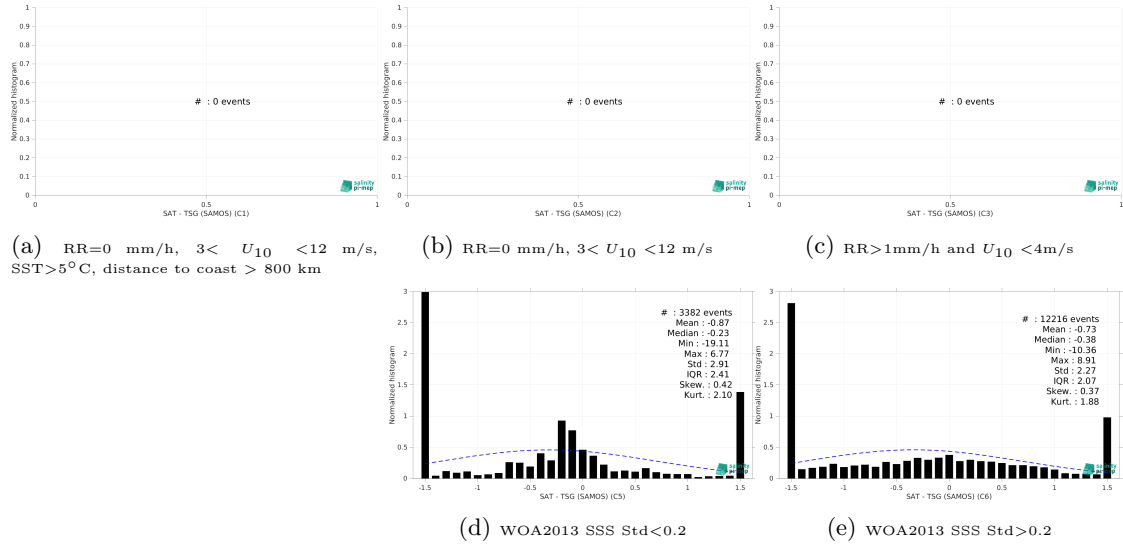 1
0.9
0.8
0.7
0.6
0.5
0.4
0.3
0.2
0.1
0
Normalized histogram
# : 0 events
salinity
pi-mep
0 0.5 1
SAT - TSG (SAMOS) (C1)
1
0.9
0.8
0.7
0.6
0.5
0.4
0.3
0.2
0.1
0
Normalized histogram
# : 0 events
salinity
pi-mep
0 0.5 1
SAT - TSG (SAMOS) (C2)
1
0.9
0.8
0.7
0.6
0.5
0.4
0.3
0.2
0.1
0
Normalized histogram
# : 0 events
salinity
pi-mep
0 0.5 1
SAT - TSG (SAMOS) (C3)
(a) RR=0 mm/h, 3< U10 <12 m/s,
SST>5°C, distance to coast > 800 km
(b) RR=0 mm/h, 3< U10 <12 m/s
(c) RR>1mm/h and U10 <4m/s
3
2.5
2
1.5
1
0.5
0
Normalized histogram
# : 3382 events
Mean : -0.87
Median : -0.23
Min : -19.11
Max : 6.77
Std : 2.91
IQR : 2.41
Skew. : 0.42
Kurt. : 2.10
salinity
pi-mep
-1.5 -1 -0.5 0 0.5 1 1.5
SAT - TSG (SAMOS) (C5)
3
2.5
2
1.5
1
0.5
0
Normalized histogram
# : 12216 events
Mean : -0.73
Median : -0.38
Min : -10.36
Max : 8.91
Std : 2.27
IQR : 2.07
Skew. : 0.37
Kurt. : 1.88
salinity
pi-mep
-1.5 -1 -0.5 0 0.5 1 1.5
SAT - TSG (SAMOS) (C6)
(d) WOA2013 SSS Std<0.2
(e) WOA2013 SSS Std>0.2